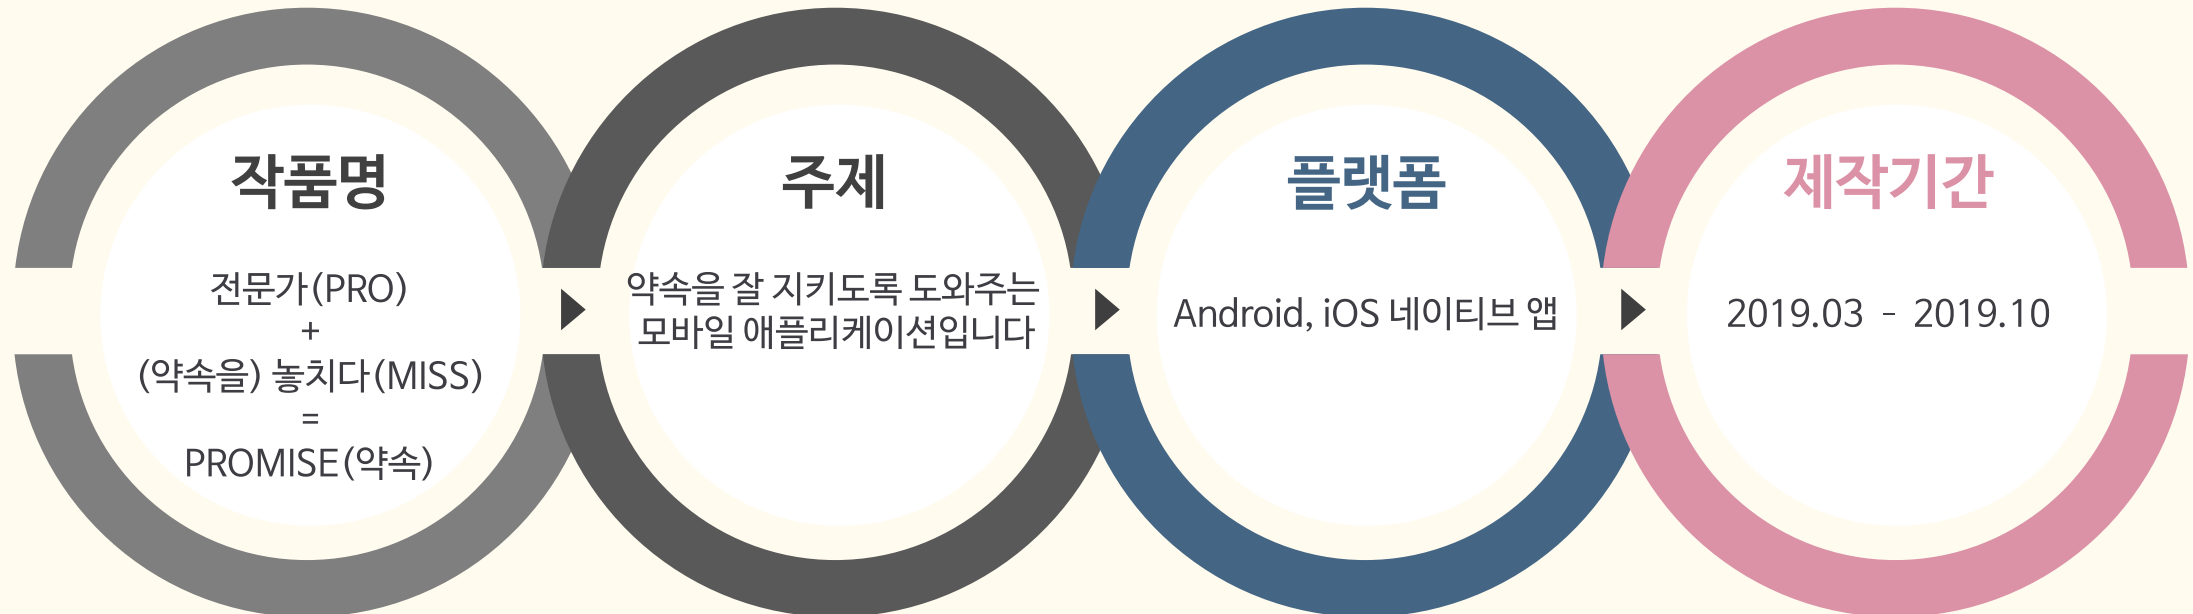 작품명
전문가(PRO)
+
(약속을) 놓치다(MISS)
=
PROMISE(약속)
주제
약속을 잘 지키도록 도와주는
모바일 애플리케이션입니다
플랫폼
Android, iOS 네이티브 앱
제작기간
2019.03 - 2019.10